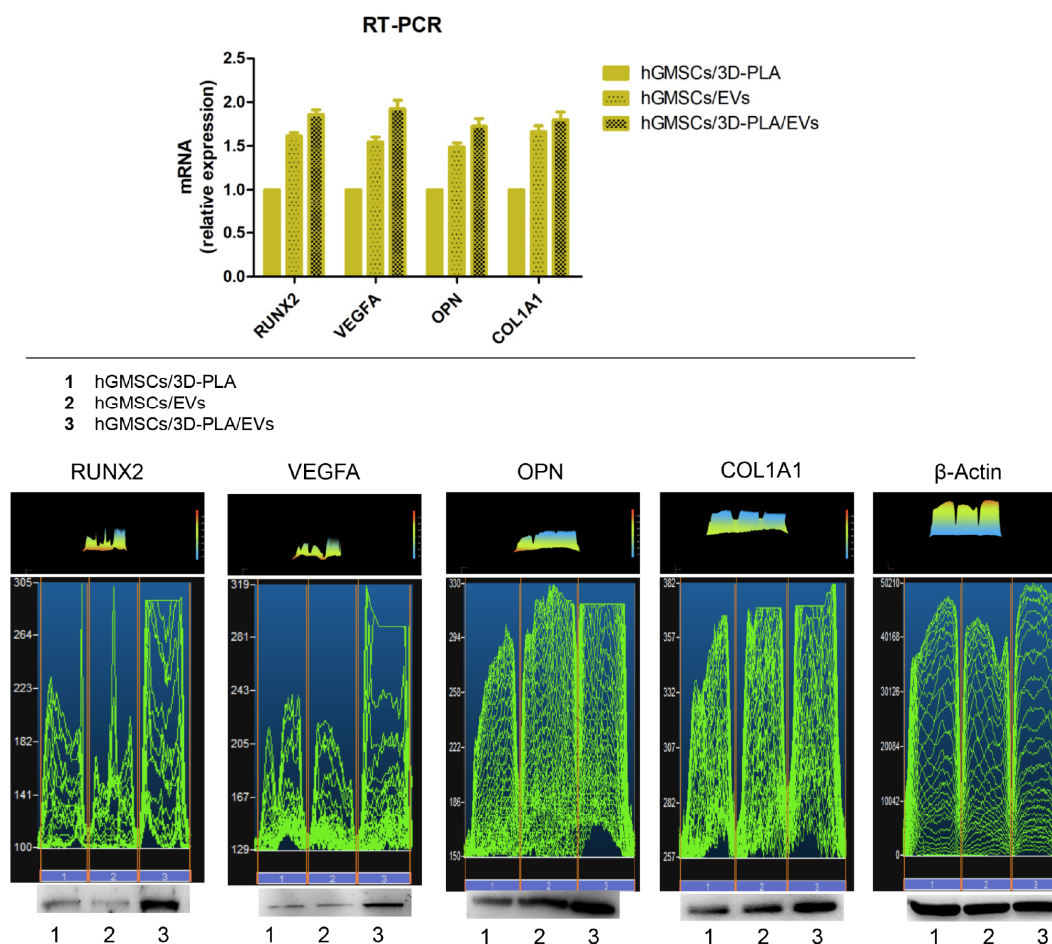 RT-PCR
mRNA
(relative expression)
2.5
2.0
1.5
1.0
0.5
0.0
RUNX2
VEGFA
OPN
COL1A1
hGMSCs/3D-PLA
hGMSCs/EVs
hGMSCs/3D-PLA/EVs
1 hGMSCs/3D-PLA
2 hGMSCs/EVs
3 hGMSCs/3D-PLA/EVs
RUNX2 VEGFA OPN COL1A1 β-Actin
305
264
223
182
141
100
1 2 3
1 2 3
319
281
243
205
167
129
1 2 3
1 2 3
330
294
258
222
186
150
1 2 3
1 2 3
382
357
332
307
282
257
1 2 3
1 2 3
50210
40168
30126
20084
10042
0
1 2 3
1 2 3